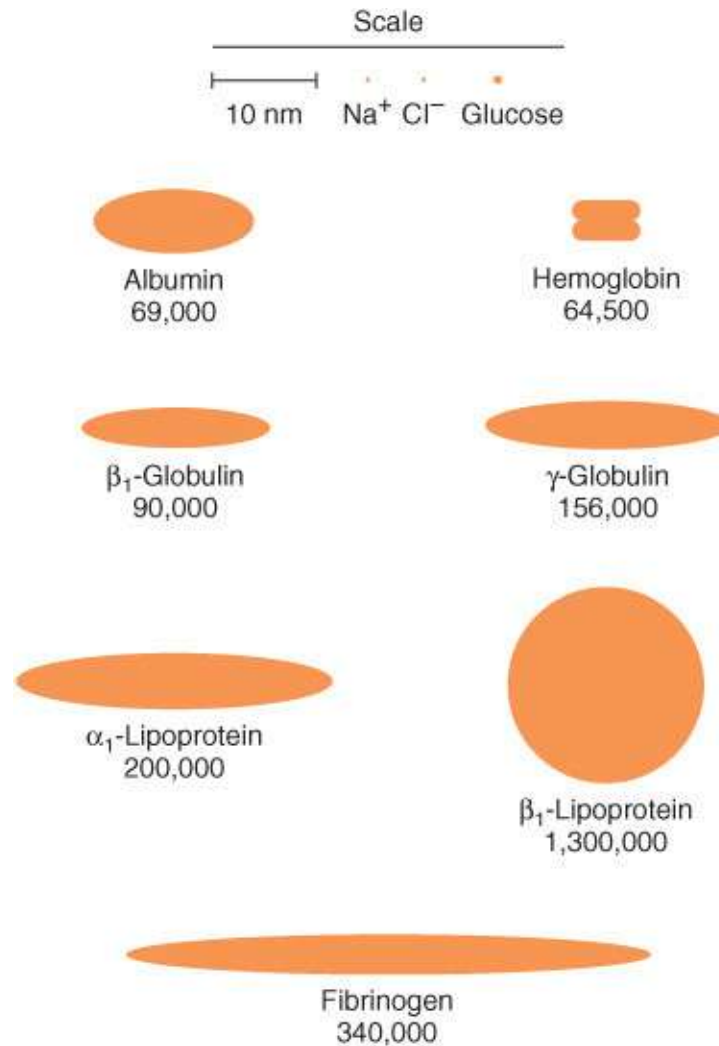 Scale
10 nm Na⁺ Cl⁻ Glucose
Albumin
69,000
Hemoglobin
64,500
β₁-Globulin
90,000
γ-Globulin
156,000
α₁-Lipoprotein
200,000
β₁-Lipoprotein
1,300,000
Fibrinogen
340,000